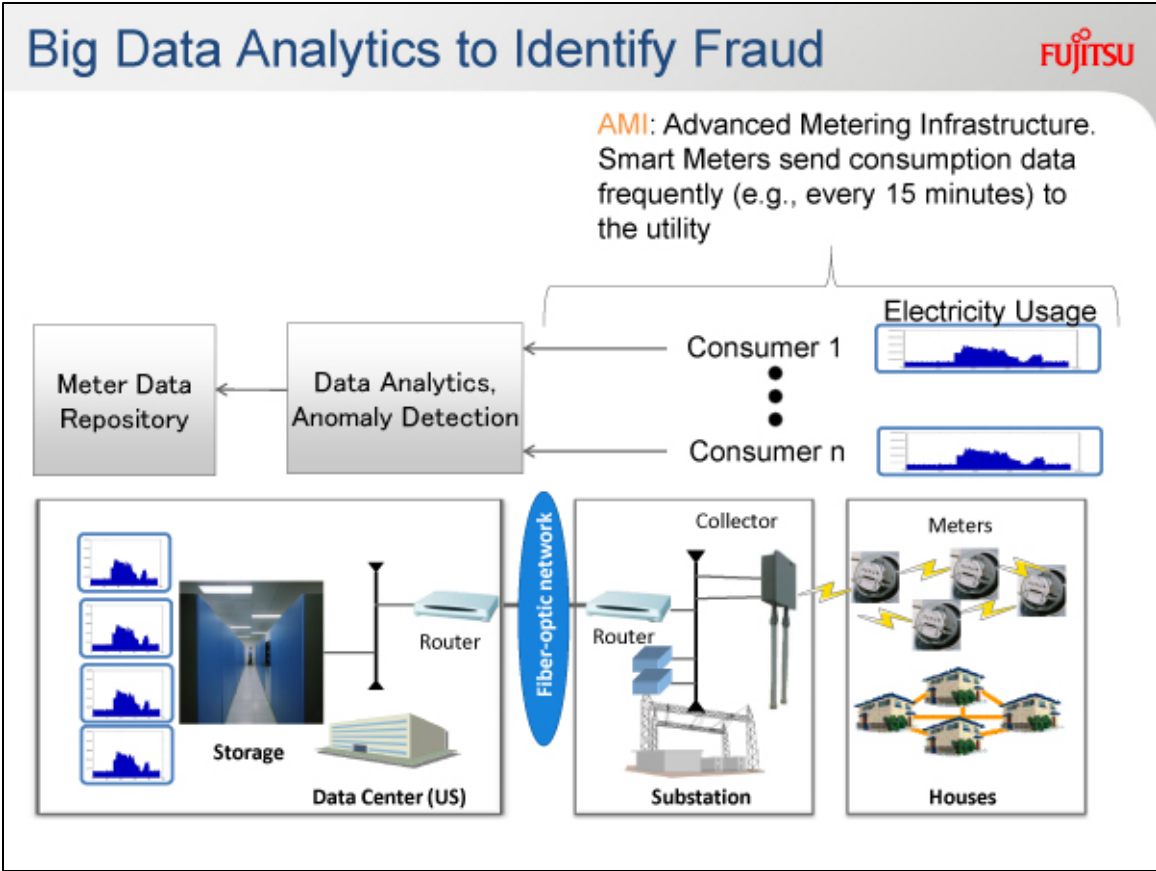 Big Data Analytics to Identify Fraud
FUJITSU
AMI: Advanced Metering Infrastructure.
Smart Meters send consumption data
frequently (e.g., every 15 minutes) to
the utility
Electricity Usage
Meter Data
Repository
Data Analytics,
Anomaly Detection
Consumer 1
Consumer n
Fiber-optic network
Collector
Meters
Router
Router
Storage
Data Center (US)
Substation
Houses